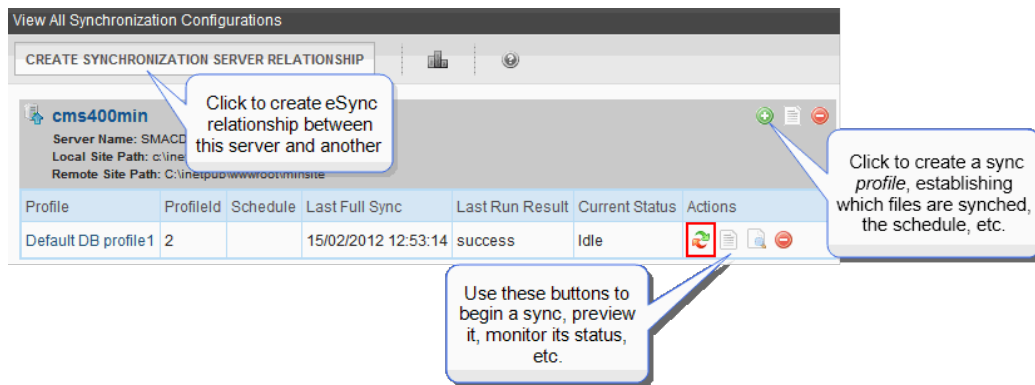 View All Synchronization Configurations
CREATE SYNCHRONIZATION SERVER RELATIONSHIP
Click to create eSync
relationship between
this server and another
cms400min
Server Name: SMACD
Local Site Path: c:\ine
Remote Site Path: C:\inetpub\wwwroot\minsite
Click to create a sync
profile, establishing
which files are synched,
the schedule, etc.
Profile ProfileId Schedule Last Full Sync Last Run Result Current Status Actions
Default DB profile1 2 15/02/2012 12:53:14 success Idle
Use these buttons to
begin a sync, preview
it, monitor its status,
etc.